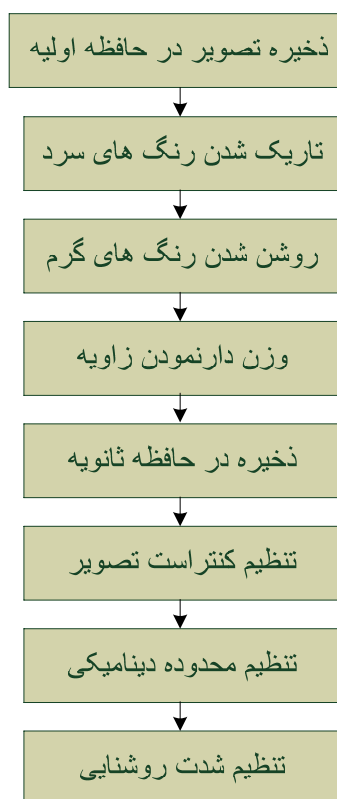 ذخیره تصویر در حافظه اولیه
تاریک شدن رنگ های سرد
روشن شدن رنگ های گرم
وزن دارنمودن زاویه
ذخیره در حافظه ثانویه
تنظیم کنتراست تصویر
تنظیم محدوده دینامیکی
تنظیم شدت روشنایی